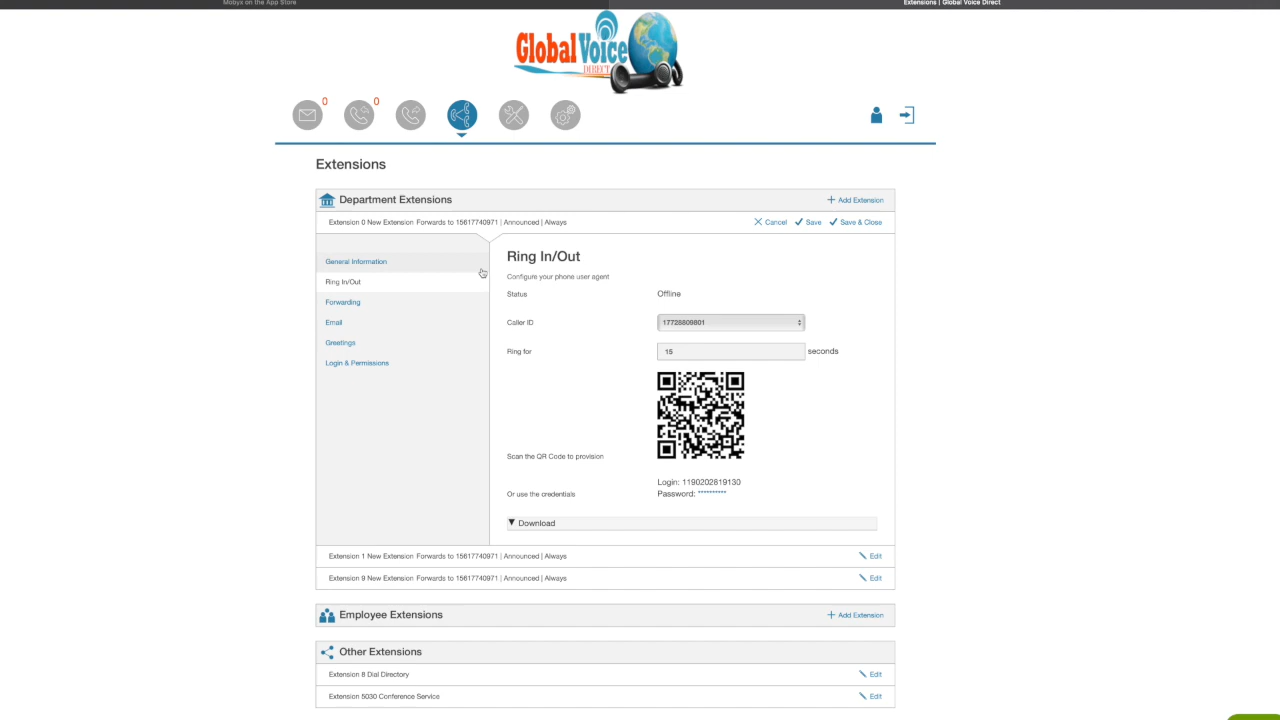 Mobyx on the App Store
Extensions | Global Voice Direct
Global Voice
DIRECT
0
0
Extensions
Department Extensions
Add Extension
Extension 0 New Extension Forwards to 15617740971 | Announced | Always
Cancel
Save
Save & Close
General Information
Ring In/Out
Forwarding
Email
Greetings
Login & Permissions
Ring In/Out
Configure your phone user agent
Status
Offline
Caller ID
17728809801
Ring for
15
seconds
Scan the QR Code to provision
Or use the credentials
Login: 1190202819130
Password: **********
Download
Extension 1 New Extension Forwards to 15617740971 | Announced | Always
Edit
Extension 9 New Extension Forwards to 15617740971 | Announced | Always
Edit
Employee Extensions
Add Extension
Other Extensions
Extension 8 Dial Directory
Edit
Extension 5030 Conference Service
Edit